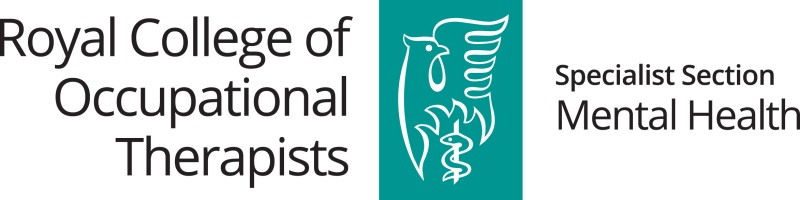 Royal College of
Occupational
Therapists
Specialist Section
Mental Health